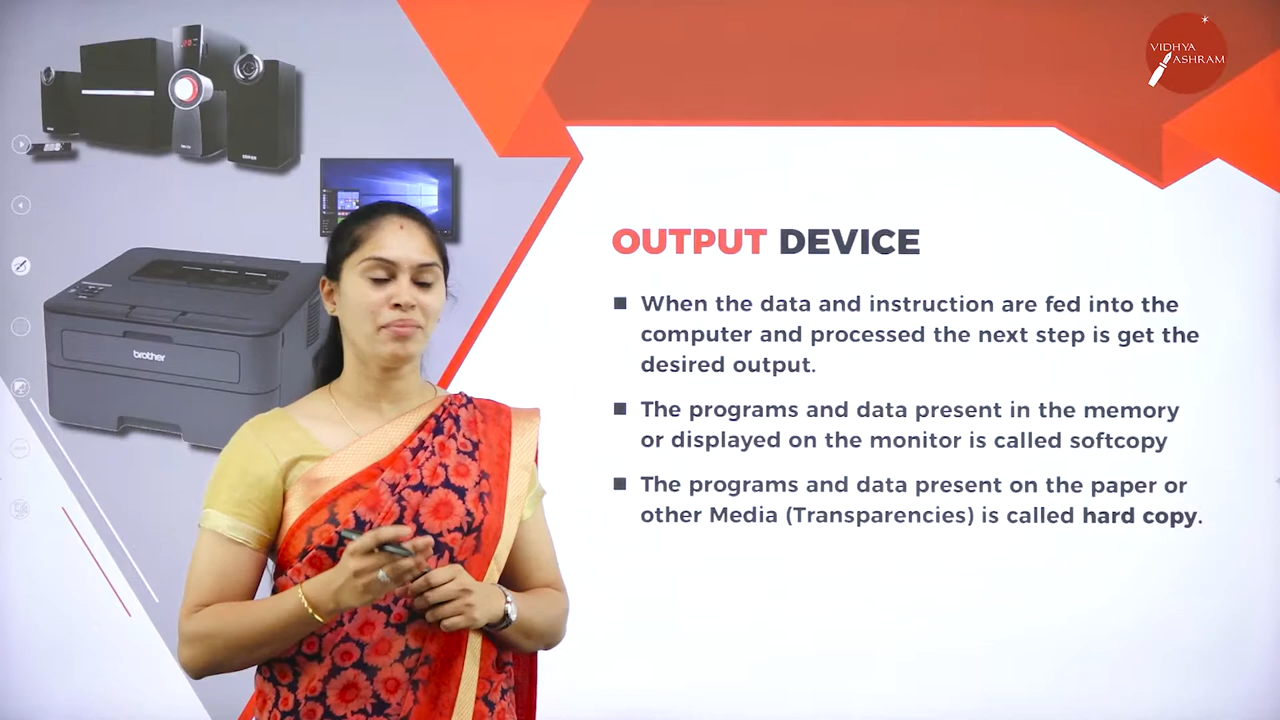 VIDHYA
ASHRAM
brother
OUTPUT DEVICE
■ When the data and instruction are fed into the
computer and processed the next step is get the
desired output.
■ The programs and data present in the memory
or displayed on the monitor is called softcopy
■ The programs and data present on the paper or
other Media (Transparencies) is called hard copy.